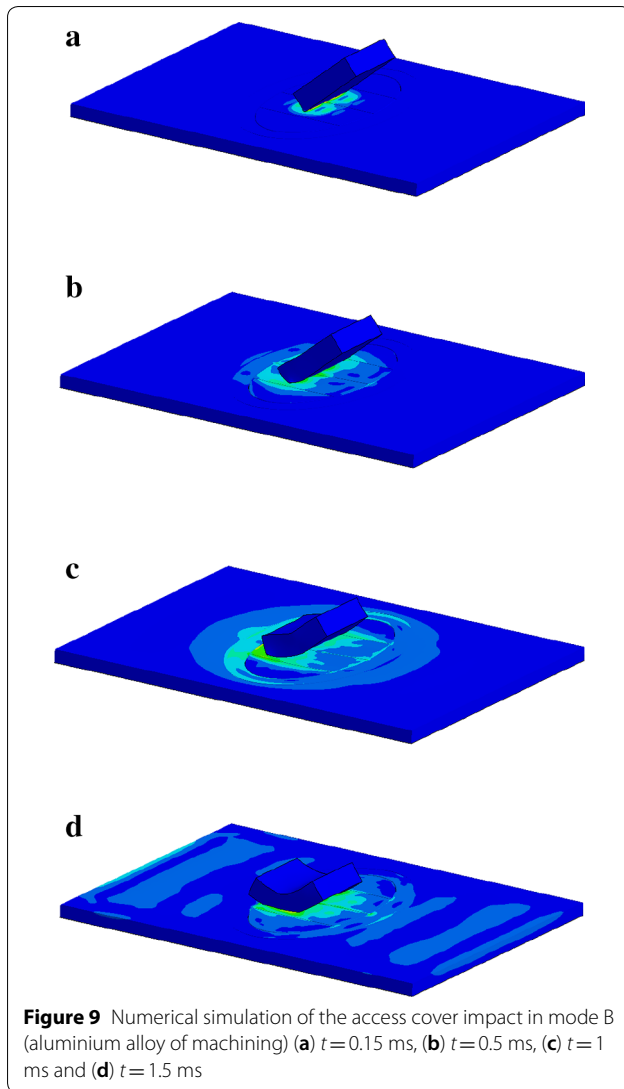 a
b
c
d
Figure 9 Numerical simulation of the access cover impact in mode B
(aluminium alloy of machining) (a) t = 0.15 ms, (b) t = 0.5 ms, (c) t = 1
ms and (d) t = 1.5 ms